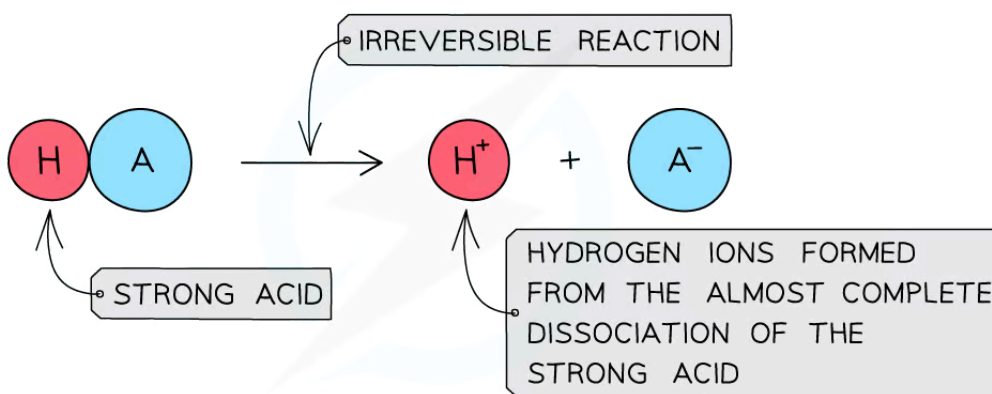 IRREVERSIBLE REACTION
H A H+ + A−
STRONG ACID
HYDROGEN IONS FORMED
FROM THE ALMOST COMPLETE
DISSOCIATION OF THE
STRONG ACID